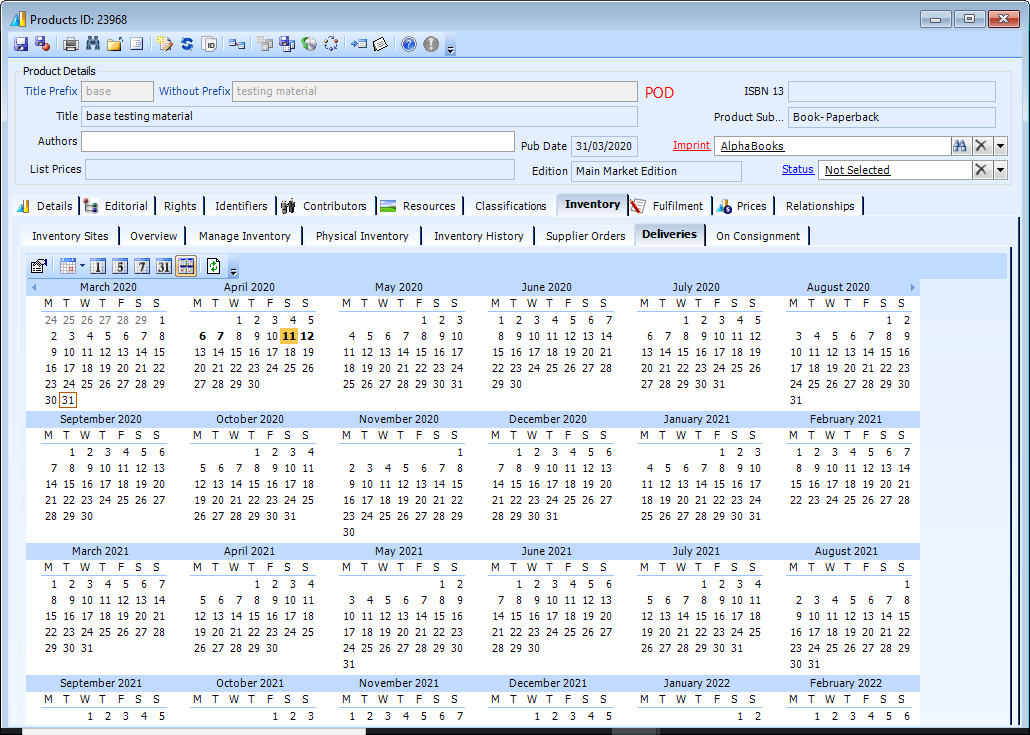 Products ID: 23968
Product Details
Title Prefix base Without Prefix testing material POD ISBN 13
Title base testing material Product Sub... Book- Paperback
Authors Pub Date 31/03/2020 Imprint AlphaBooks
List Prices Edition Main Market Edition Status Not Selected
Details Editorial Rights Identifiers Contributors Resources Classifications Inventory Fulfilment Prices Relationships
Inventory Sites Overview Manage Inventory Physical Inventory Inventory History Supplier Orders Deliveries On Consignment
1 5 7 31
March 2020 April 2020 May 2020 June 2020 July 2020 August 2020
M T W T F S S M T W T F S S M T W T F S S M T W T F S S M T W T F S S M T W T F S S
24 25 26 27 28 29 1 1 2 3 4 5 1 2 3 1 2 3 4 5 6 7 1 2 3 4 5 1 2
2 3 4 5 6 7 8 6 7 8 9 10 11 12 4 5 6 7 8 9 10 8 9 10 11 12 13 14 6 7 8 9 10 11 12 3 4 5 6 7 8 9
9 10 11 12 13 14 15 13 14 15 16 17 18 19 11 12 13 14 15 16 17 15 16 17 18 19 20 21 13 14 15 16 17 18 19 10 11 12 13 14 15 16
16 17 18 19 20 21 22 20 21 22 23 24 25 26 18 19 20 21 22 23 24 22 23 24 25 26 27 28 20 21 22 23 24 25 26 17 18 19 20 21 22 23
23 24 25 26 27 28 29 27 28 29 30 25 26 27 28 29 30 31 29 30 27 28 29 30 31 24 25 26 27 28 29 30
30 31 31
September 2020 October 2020 November 2020 December 2020 January 2021 February 2021
M T W T F S S M T W T F S S M T W T F S S M T W T F S S M T W T F S S M T W T F S S
1 2 3 4 5 6 1 2 3 4 1 1 2 3 4 5 6 1 2 3 1 2 3 4 5 6 7
7 8 9 10 11 12 13 5 6 7 8 9 10 11 2 3 4 5 6 7 8 7 8 9 10 11 12 13 4 5 6 7 8 9 10 8 9 10 11 12 13 14
14 15 16 17 18 19 20 12 13 14 15 16 17 18 9 10 11 12 13 14 15 14 15 16 17 18 19 20 11 12 13 14 15 16 17 15 16 17 18 19 20 21
21 22 23 24 25 26 27 19 20 21 22 23 24 25 16 17 18 19 20 21 22 21 22 23 24 25 26 27 18 19 20 21 22 23 24 22 23 24 25 26 27 28
28 29 30 26 27 28 29 30 31 23 24 25 26 27 28 29 28 29 30 31 25 26 27 28 29 30 31
30
March 2021 April 2021 May 2021 June 2021 July 2021 August 2021
M T W T F S S M T W T F S S M T W T F S S M T W T F S S M T W T F S S M T W T F S S
1 2 3 4 5 6 7 1 2 3 4 1 2 1 2 3 4 5 6 1 2 3 4 1
8 9 10 11 12 13 14 5 6 7 8 9 10 11 3 4 5 6 7 8 9 7 8 9 10 11 12 13 5 6 7 8 9 10 11 2 3 4 5 6 7 8
15 16 17 18 19 20 21 12 13 14 15 16 17 18 10 11 12 13 14 15 16 14 15 16 17 18 19 20 12 13 14 15 16 17 18 9 10 11 12 13 14 15
22 23 24 25 26 27 28 19 20 21 22 23 24 25 17 18 19 20 21 22 23 21 22 23 24 25 26 27 19 20 21 22 23 24 25 16 17 18 19 20 21 22
29 30 31 26 27 28 29 30 24 25 26 27 28 29 30 28 29 30 26 27 28 29 30 31 23 24 25 26 27 28 29
31 30 31
September 2021 October 2021 November 2021 December 2021 January 2022 February 2022
M T W T F S S M T W T F S S M T W T F S S M T W T F S S M T W T F S S M T W T F S S
1 2 3 4 5 1 2 3 1 2 3 4 5 6 7 1 2 3 4 5 1 2 1 2 3 4 5 6